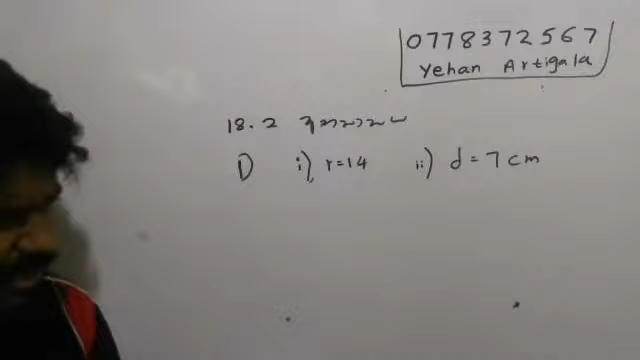 0778372567
Yehan Artigala
18.2
1) i) r=14 ii) d = 7cm